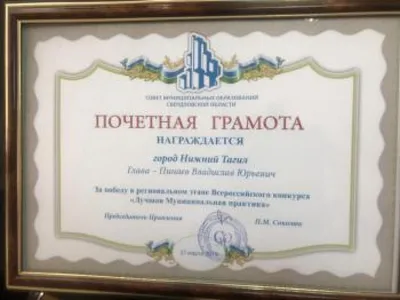 СОВЕТ МУНИЦИПАЛЬНЫХ ОБРАЗОВАНИЙ
СВЕРДЛОВСКОЙ ОБЛАСТИ
ПОЧЕТНАЯ ГРАМОТА
НАГРАЖДАЕТСЯ
город Нижний Тагил
Глава – Пинаев Владислав Юрьевич
За победу в региональном этапе Всероссийского конкурса
«Лучшая Муниципальная практика»
Председатель Правления